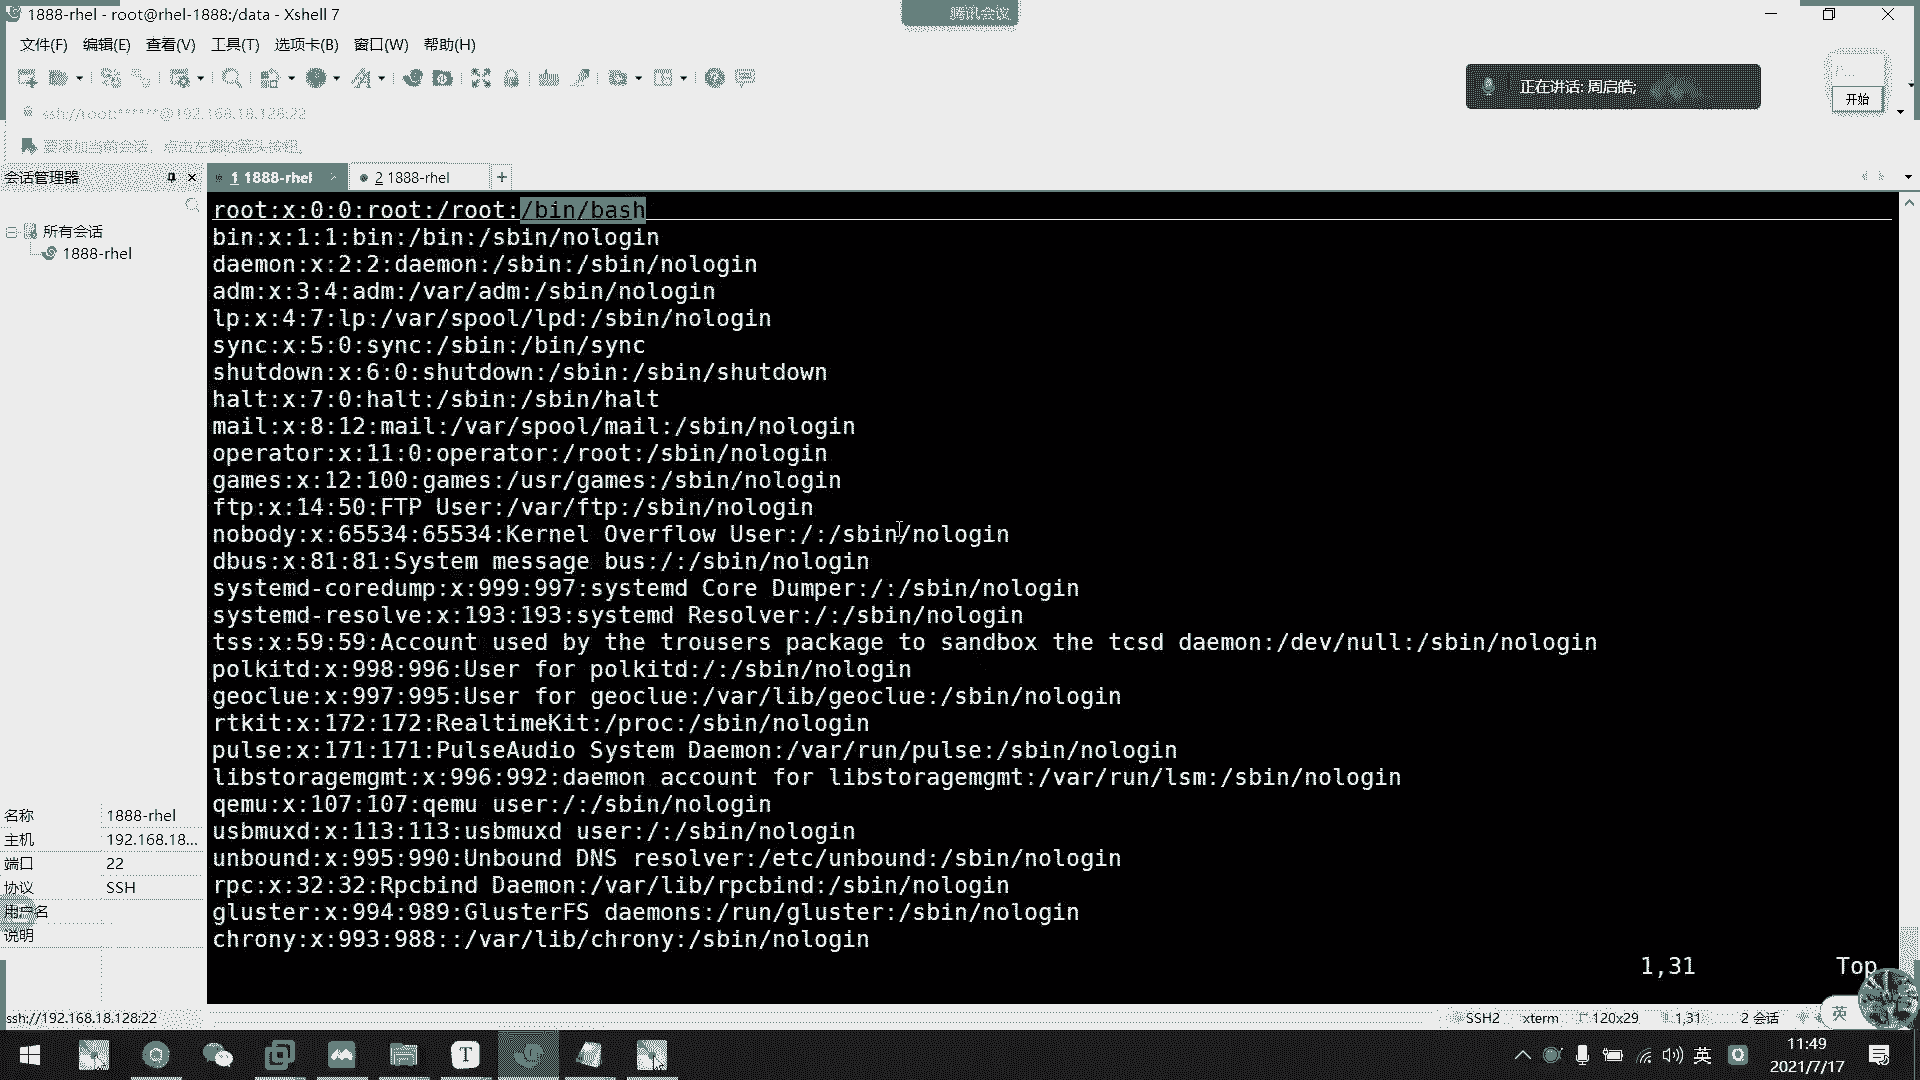 1888-rhel - root@rhel-1888:/data - Xshell 7
腾讯会议
文件(F) 编辑(E) 查看(V) 工具(T) 选项卡(B) 窗口(W) 帮助(H)
正在讲话: 周启皓;
开始
ssh://root:******@192.168.18.128:22
要添加当前会话，点击左侧的箭头按钮。
会话管理器
1 1888-rhel
2 1888-rhel
所有会话
1888-rhel
root:x:0:0:root:/root:/bin/bash
bin:x:1:1:bin:/bin:/sbin/nologin
daemon:x:2:2:daemon:/sbin:/sbin/nologin
adm:x:3:4:adm:/var/adm:/sbin/nologin
lp:x:4:7:lp:/var/spool/lpd:/sbin/nologin
sync:x:5:0:sync:/sbin:/bin/sync
shutdown:x:6:0:shutdown:/sbin:/sbin/shutdown
halt:x:7:0:halt:/sbin:/sbin/halt
mail:x:8:12:mail:/var/spool/mail:/sbin/nologin
operator:x:11:0:operator:/root:/sbin/nologin
games:x:12:100:games:/usr/games:/sbin/nologin
ftp:x:14:50:FTP User:/var/ftp:/sbin/nologin
nobody:x:65534:65534:Kernel Overflow User:/:/sbin/nologin
dbus:x:81:81:System message bus:/:/sbin/nologin
systemd-coredump:x:999:997:systemd Core Dumper:/:/sbin/nologin
systemd-resolve:x:193:193:systemd Resolver:/:/sbin/nologin
tss:x:59:59:Account used by the trousers package to sandbox the tcsd daemon:/dev/null:/sbin/nologin
polkitd:x:998:996:User for polkitd:/:/sbin/nologin
geoclue:x:997:995:User for geoclue:/var/lib/geoclue:/sbin/nologin
rtkit:x:172:172:RealtimeKit:/proc:/sbin/nologin
pulse:x:171:171:PulseAudio System Daemon:/var/run/pulse:/sbin/nologin
libstoragemgmt:x:996:992:daemon account for libstoragemgmt:/var/run/lsm:/sbin/nologin
qemu:x:107:107:qemu user:/:/sbin/nologin
usbmuxd:x:113:113:usbmuxd user:/:/sbin/nologin
unbound:x:995:990:Unbound DNS resolver:/etc/unbound:/sbin/nologin
rpc:x:32:32:Rpcbind Daemon:/var/lib/rpcbind:/sbin/nologin
gluster:x:994:989:GlusterFS daemons:/run/gluster:/sbin/nologin
chrony:x:993:988::/var/lib/chrony:/sbin/nologin
1,31 Top
名称 1888-rhel
主机 192.168.18...
端口 22
协议 SSH
用户名
说明
ssh://192.168.18.128:22
SSH2 xterm 120x29 1,31 2 会话
英
英
11:49
2021/7/17